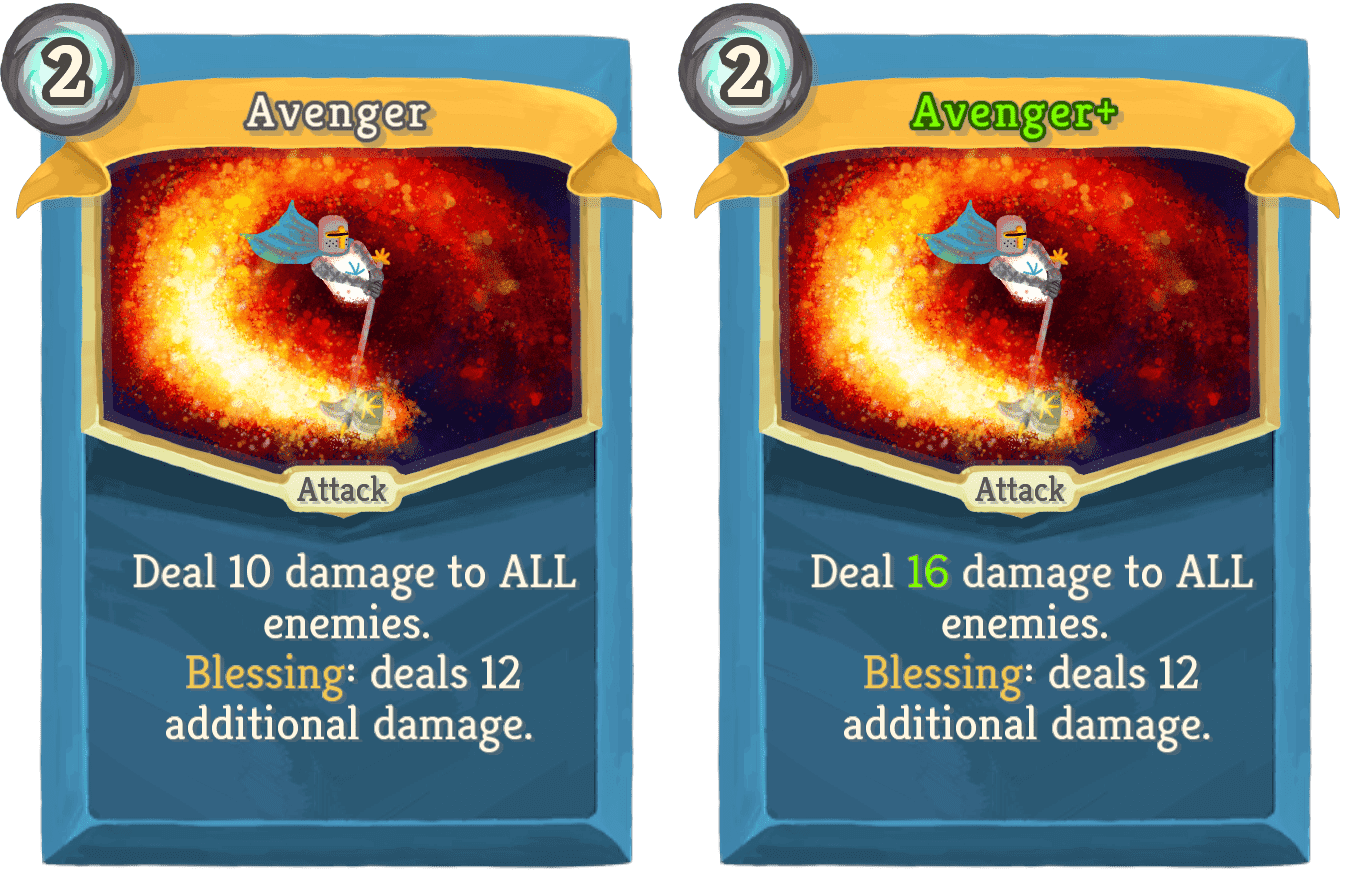 2
Avenger
Attack
Deal 10 damage to ALL
enemies.
Blessing: deals 12
additional damage.
2
Avenger+
Attack
Deal 16 damage to ALL
enemies.
Blessing: deals 12
additional damage.